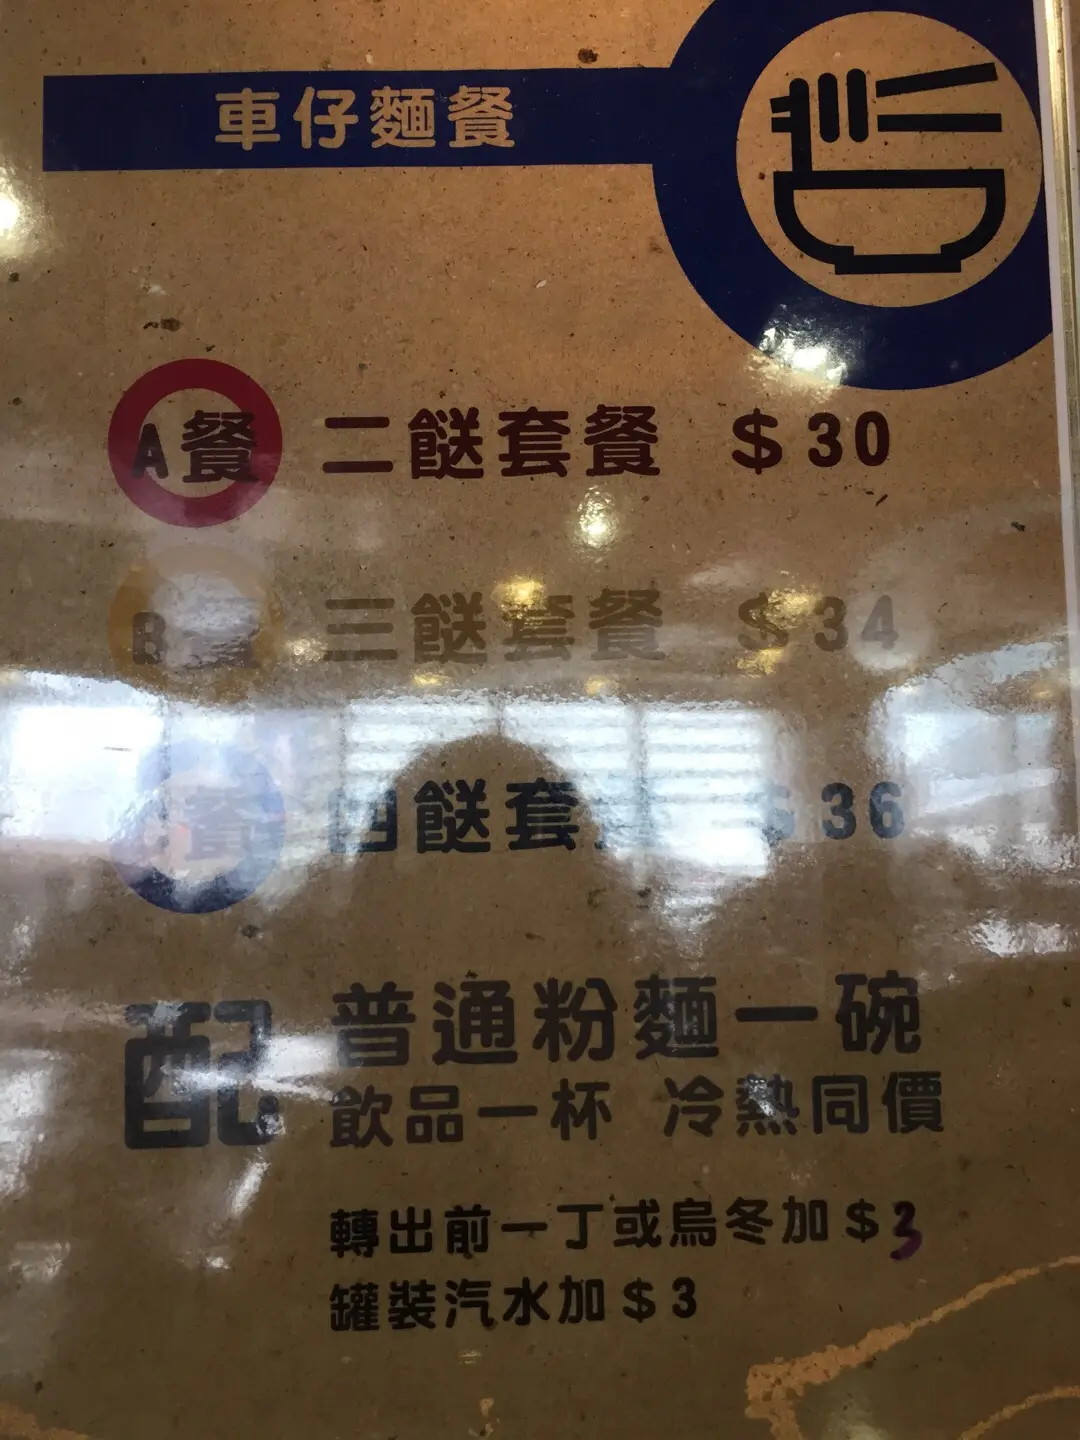 車仔麵餐
A餐 二餸套餐 $30
B餐 三餸套餐 $34
餐 四餸套餐 $36
配 普通粉麵一碗
飲品一杯 冷熱同價
轉出前一丁或烏冬加$3
罐裝汽水加$3